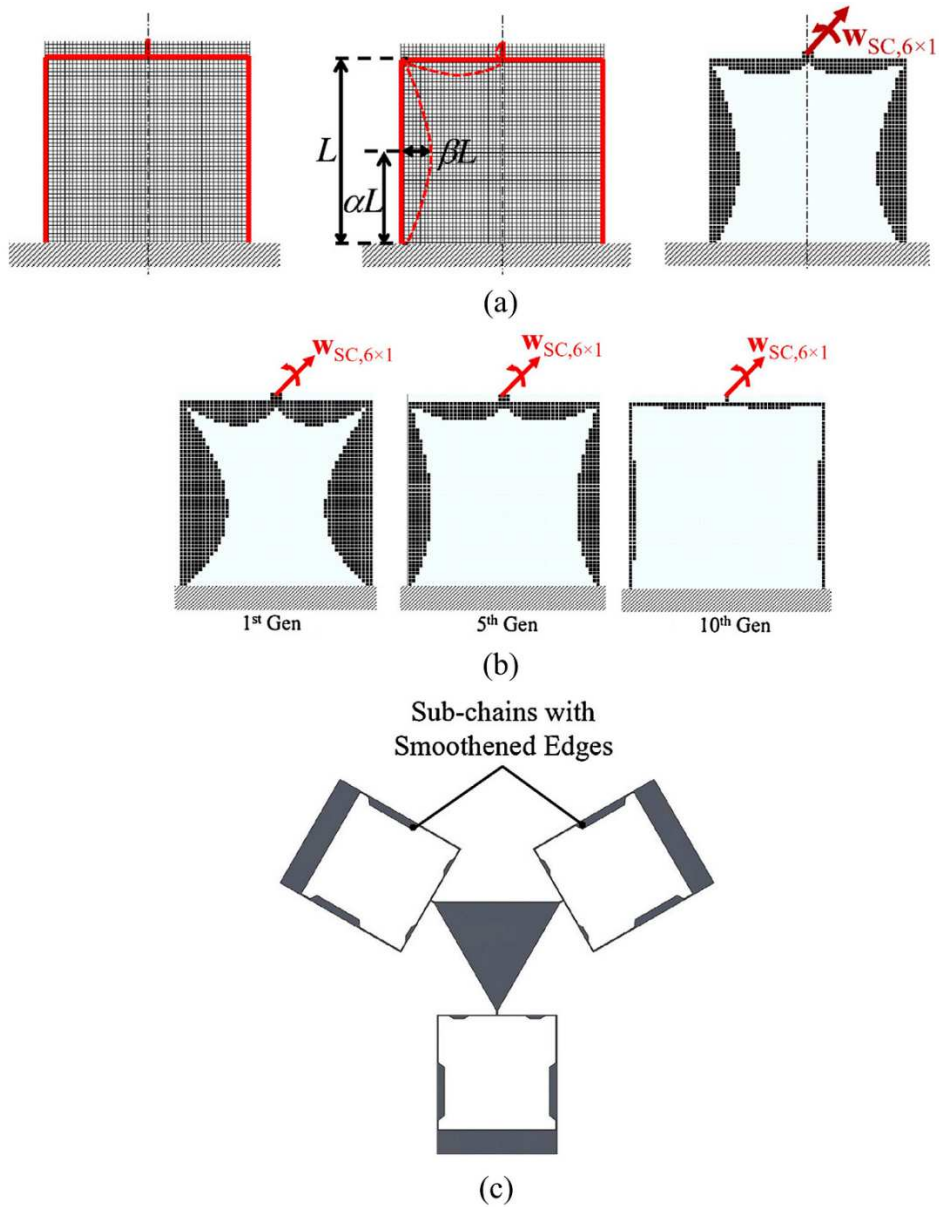 w_SC,6×1
L
βL
αL
(a)
w_SC,6×1
w_SC,6×1
w_SC,6×1
1st Gen
5th Gen
10th Gen
(b)
Sub-chains with
Smoothened Edges
(c)